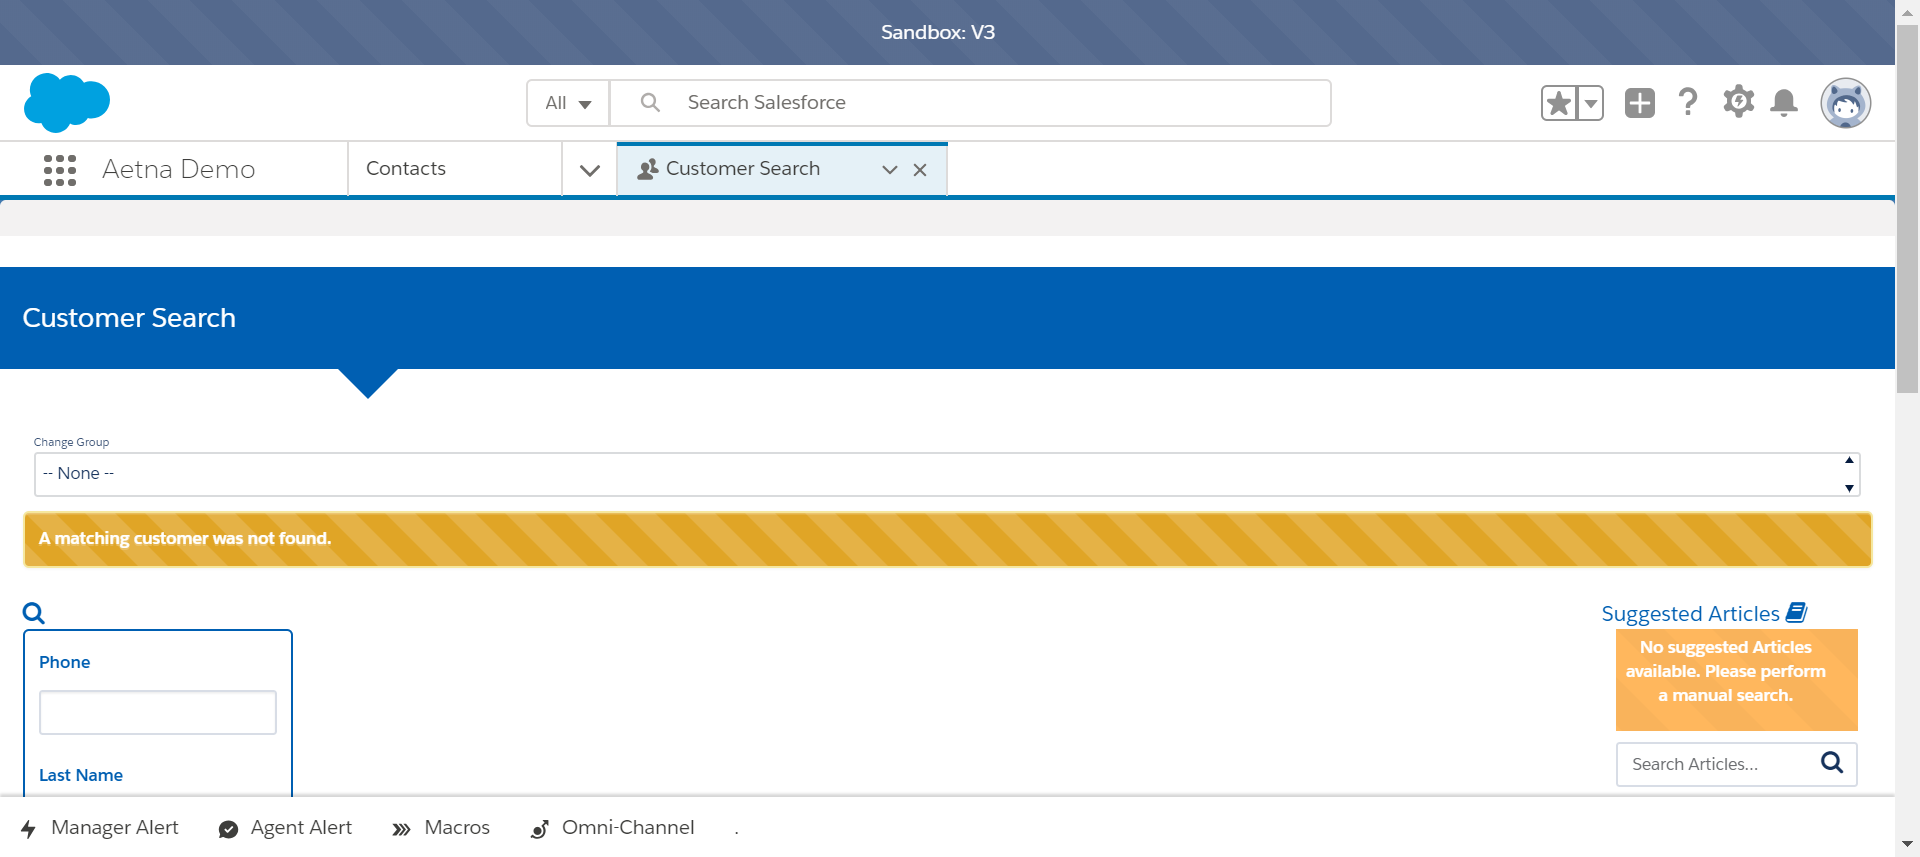 Sandbox: V3
All
Search Salesforce
Aetna Demo
Contacts
Customer Search
Customer Search
Change Group
-- None --
A matching customer was not found.
Suggested Articles
No suggested Articles
available. Please perform
a manual search.
Phone
Search Articles...
Last Name
Manager Alert
Agent Alert
Macros
Omni-Channel
.